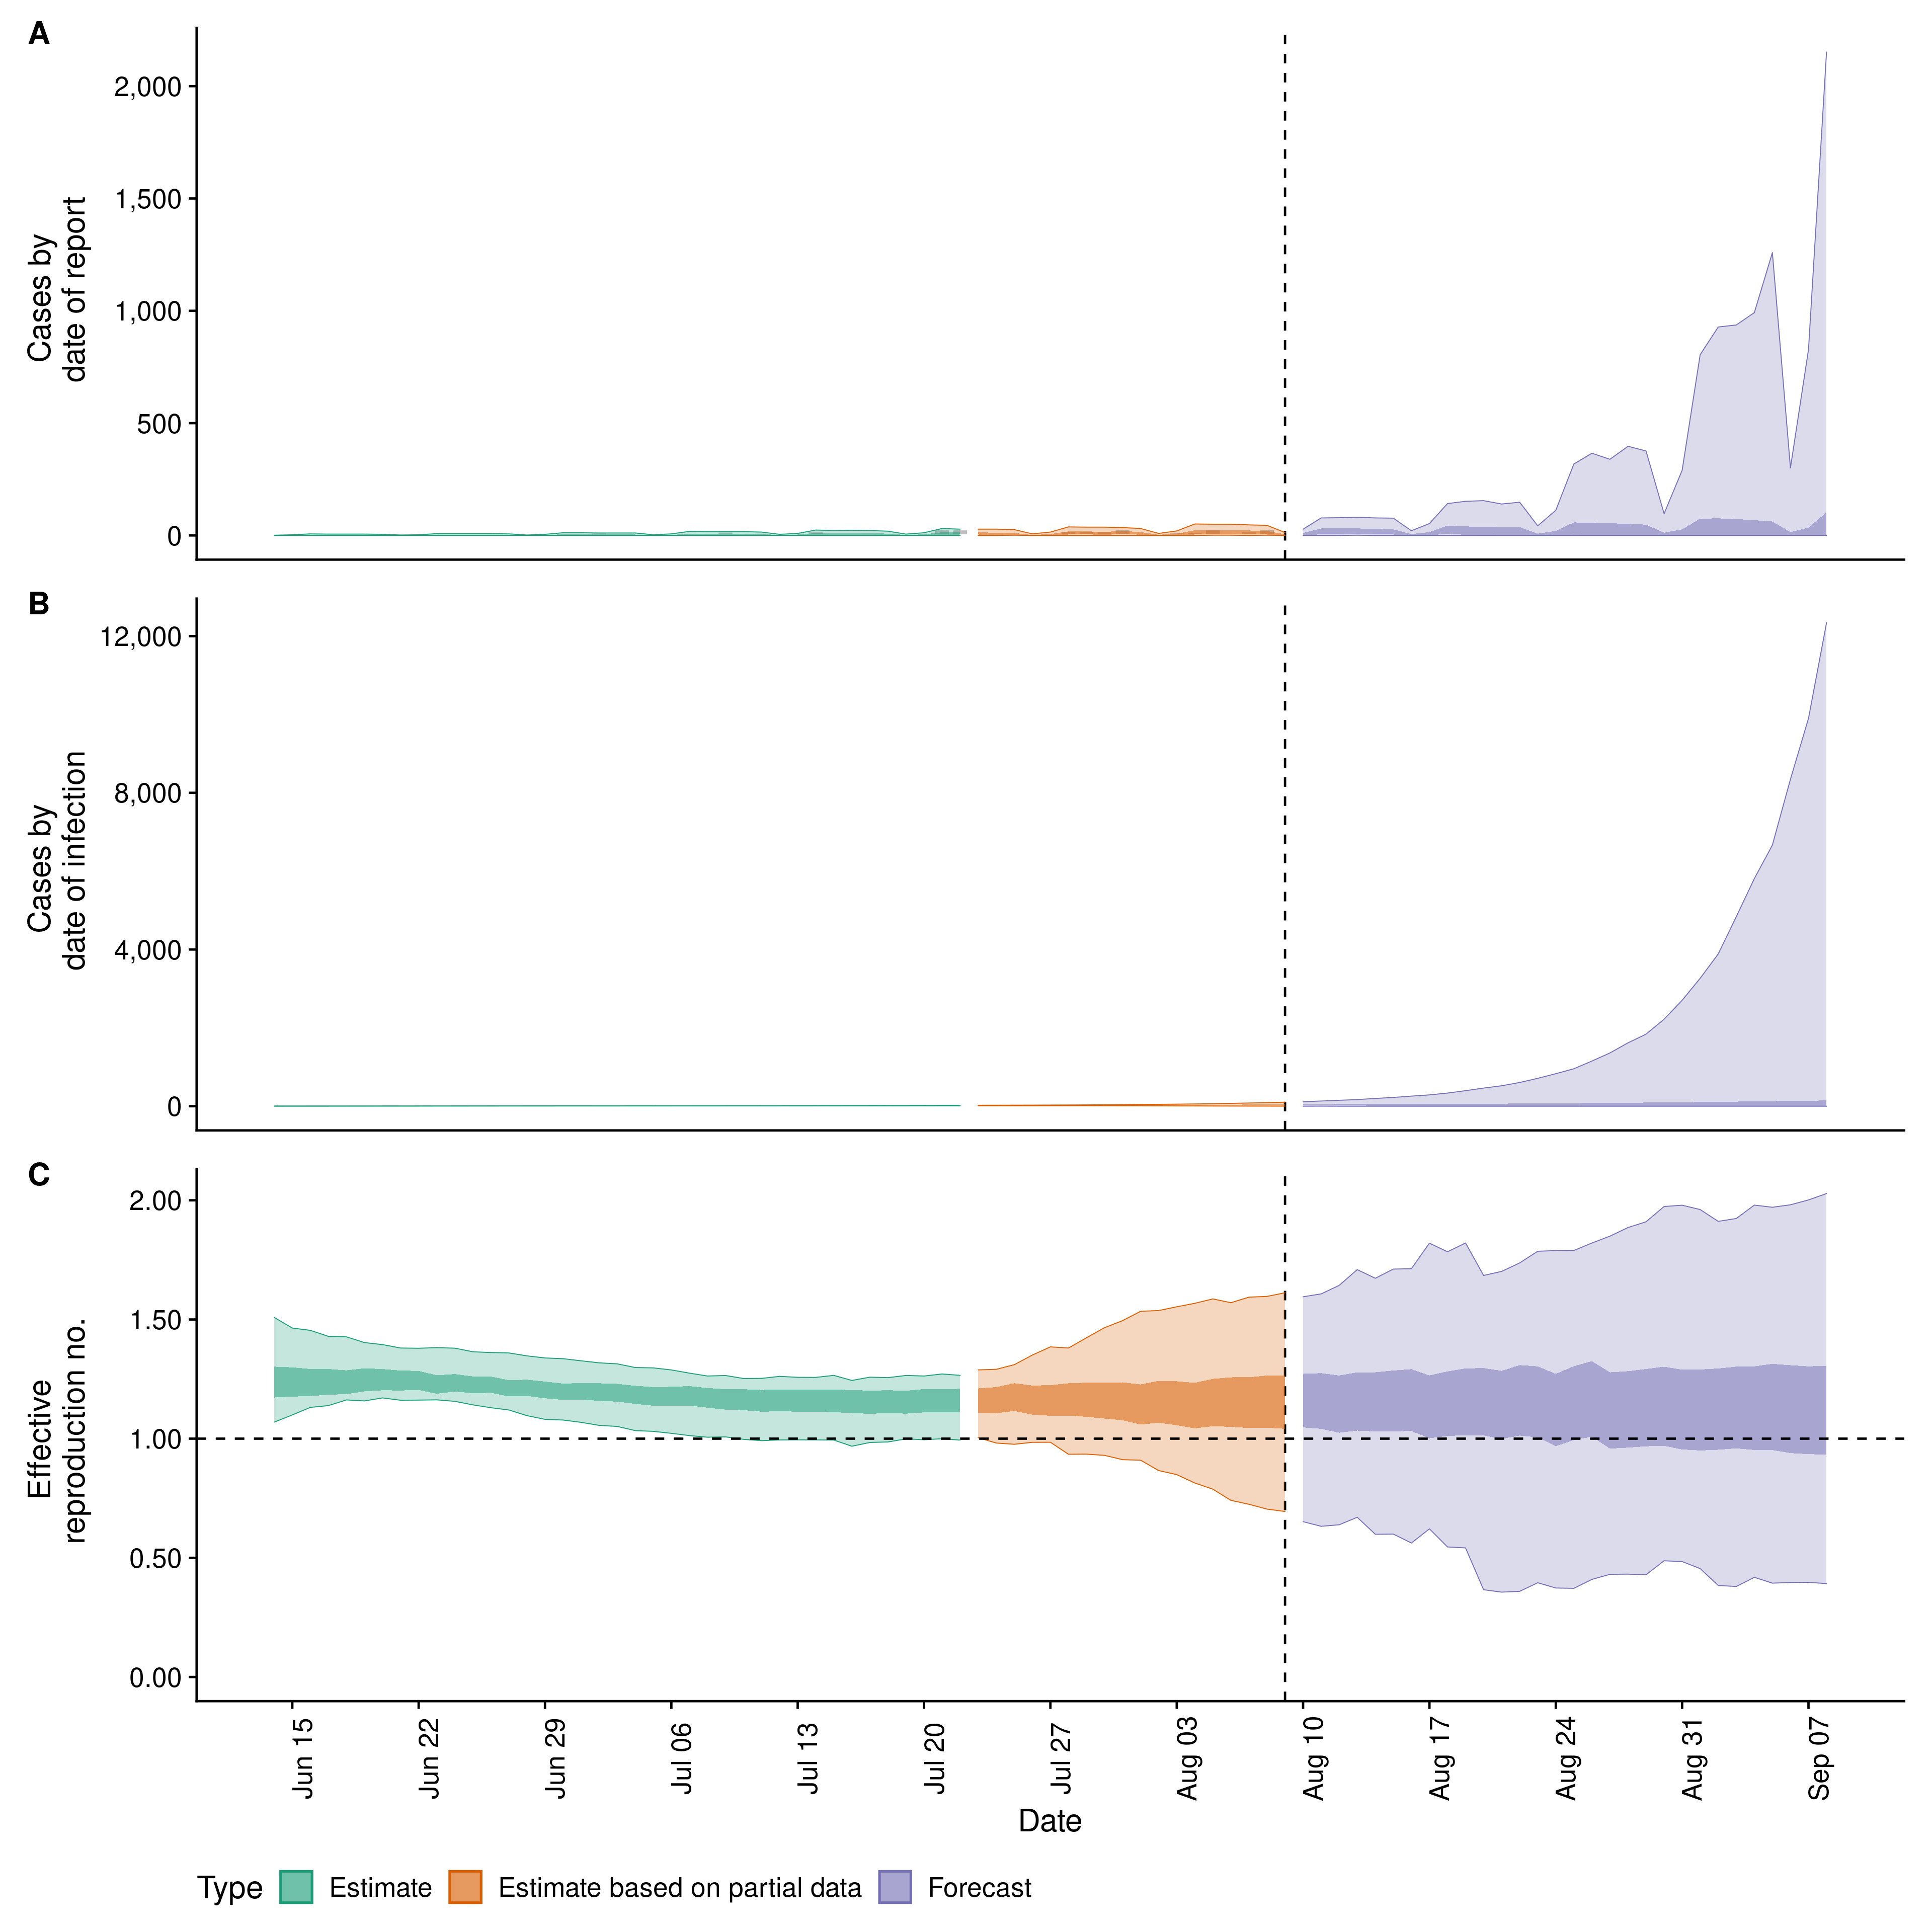 A
2,000
1,500
1,000
500
0
Cases by
date of report
B
12,000
8,000
4,000
0
Cases by
date of infection
C
2.00
1.50
1.00
0.50
0.00
Effective
reproduction no.
Jun 15
Jun 22
Jun 29
Jul 06
Jul 13
Jul 20
Jul 27
Aug 03
Aug 10
Aug 17
Aug 24
Aug 31
Sep 07
Date
Type Estimate Estimate based on partial data Forecast